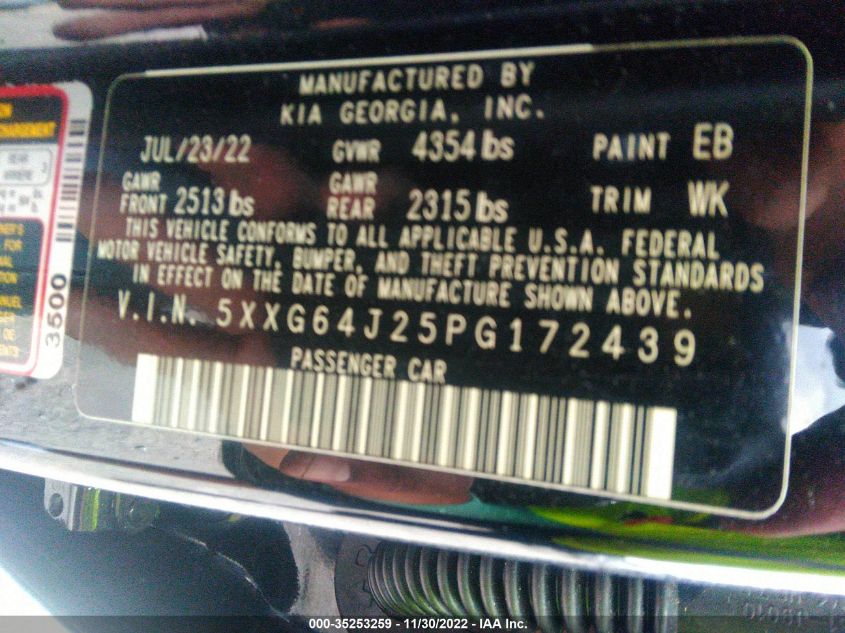 MANUFACTURED BY
KIA GEORGIA, INC.
JUL/23/22 GVWR 4354 lbs PAINT EB
GAWR FRONT 2513 lbs GAWR REAR 2315 lbs TRIM WK
THIS VEHICLE CONFORMS TO ALL APPLICABLE U.S.A. FEDERAL
MOTOR VEHICLE SAFETY, BUMPER, AND THEFT PREVENTION STANDARDS
IN EFFECT ON THE DATE OF MANUFACTURE SHOWN ABOVE.
V.I.N. 5XXG64J25PG172439
PASSENGER CAR
3500
000-35253259 - 11/30/2022 - IAA Inc.